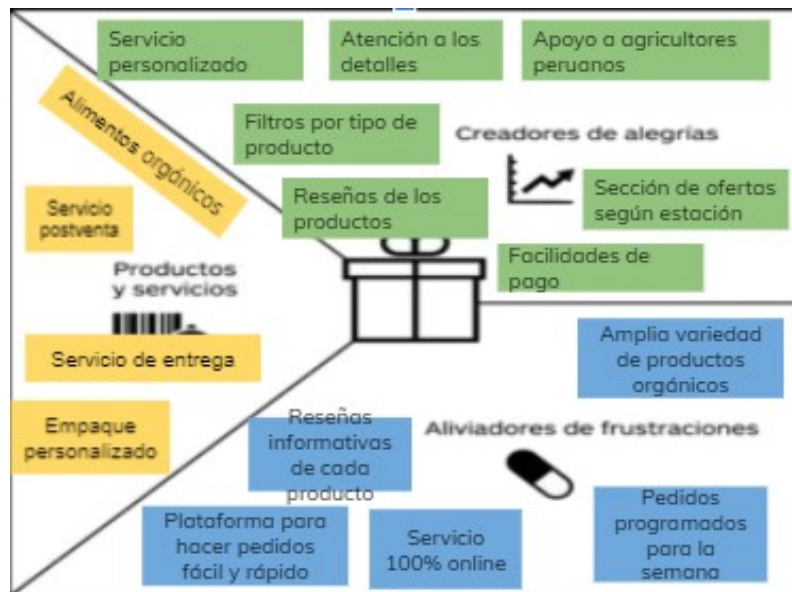 Servicio
personalizado
Atención a los
detalles
Apoyo a agricultores
peruanos
Alimentos orgánicos
Filtros por tipo de
producto
Creadores de alegrías
Reseñas de los
productos
Sección de ofertas
según estación
Servicio
postventa
Facilidades de
pago
Productos
y servicios
Servicio de entrega
Amplia variedad
de productos
orgónicos
Empaque
personalizado
Reseñas
informativas
de cada
producto
Aliviadores de frustraciones
Plataforma para
hacer pedidos
fácil y rápido
Servicio
100% online
Pedidos
programados
para la
semana